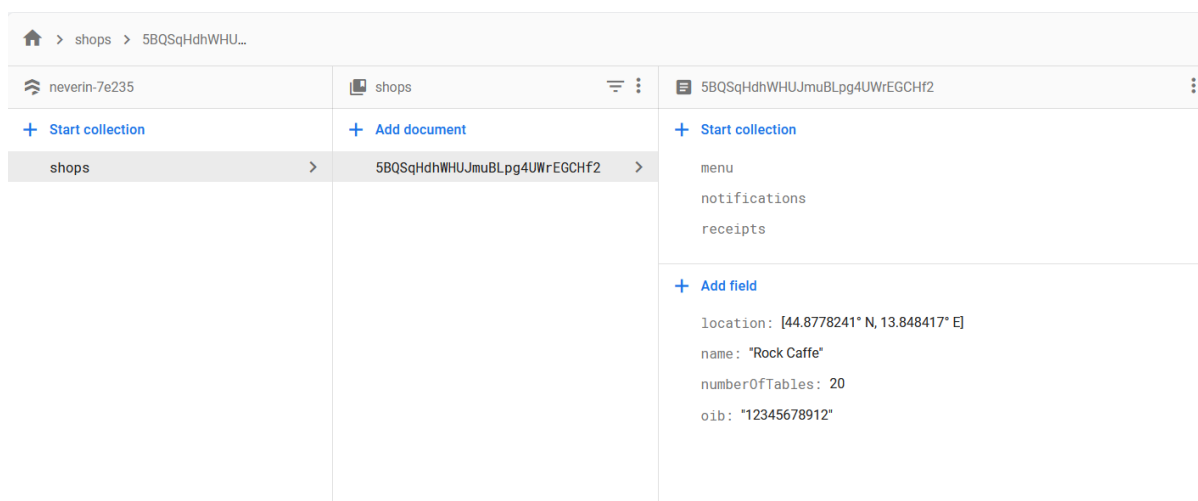 shops > 5BQSqHdhWHU...
neverin-7e235
Start collection
shops
shops
Add document
5BQSqHdhWHUJmuBLpg4UWrEGCHf2
5BQSqHdhWHUJmuBLpg4UWrEGCHf2
Start collection
menu
notifications
receipts
Add field
location: [44.8778241° N, 13.848417° E]
name: "Rock Caffe"
numberOfTables: 20
oib: "12345678912"